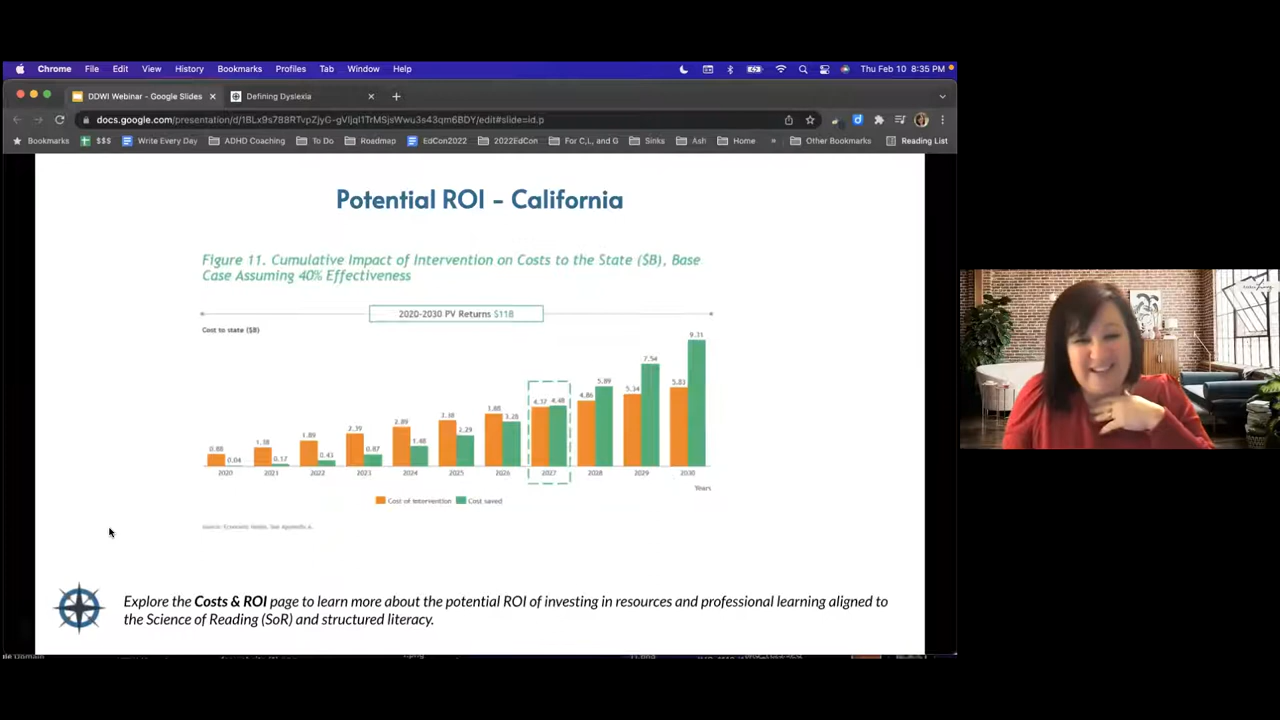 Chrome File Edit View History Bookmarks Profiles Tab Window Help Thu Feb 10 8:35 PM
DDWI Webinar - Google Slides
Defining Dyslexia
docs.google.com/presentation/d/1BLx9s788RTvpZjyG-gVIjqI1TrMSjsWwu3s43qm6BDY/edit#slide=id.p
Bookmarks $$$ Write Every Day ADHD Coaching To Do Roadmap EdCon2022 2022EdCon For C,L, and G Sinks Ash Home » Other Bookmarks Reading List
Potential ROI - California
Figure 11. Cumulative Impact of Intervention on Costs to the State ($B), Base
Case Assuming 40% Effectiveness
2020-2030 PV Returns $11B
Cost to state ($B)
0.88 0.04 1.38 0.17 1.89 0.41 2.39 0.87 2.89 1.48 3.38 2.29 3.88 3.28 4.37 4.48 4.86 5.89 5.34 7.54 5.83 9.31
2020 2021 2022 2023 2024 2025 2026 2027 2028 2029 2030
Years
Cost of intervention Cost saved
See Appendix A.
Explore the Costs & ROI page to learn more about the potential ROI of investing in resources and professional learning aligned to
the Science of Reading (SoR) and structured literacy.